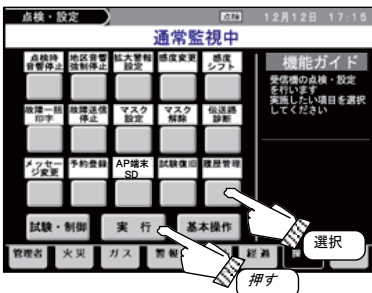 点検・設定
点検
12月12日 17:15
通常監視中
点検時
音響停止
地区音響
強制停止
拡大警報
設定
感度変更
感度
シフト
故障一括
印字
故障送信
停止
マスク
設定
マスク
解除
伝送路
診断
メッセー
ジ変更
予約登録
AP端末
SD
試験復旧
履歴管理
機能ガイド
受信機の点検・設定
を行います
実施したい項目を選択
してください
試験・制御
実 行
基本操作
選択
管理者
火災
ガス
押す